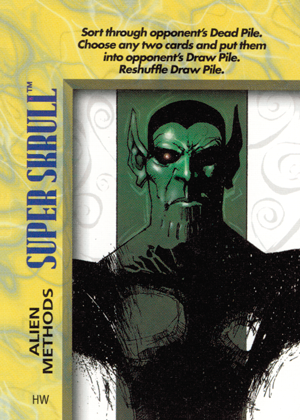 Sort through opponent's Dead Pile.
Choose any two cards and put them
into opponent's Draw Pile.
Reshuffle Draw Pile.
SUPER SKRULL™
ALIEN
METHODS
HW